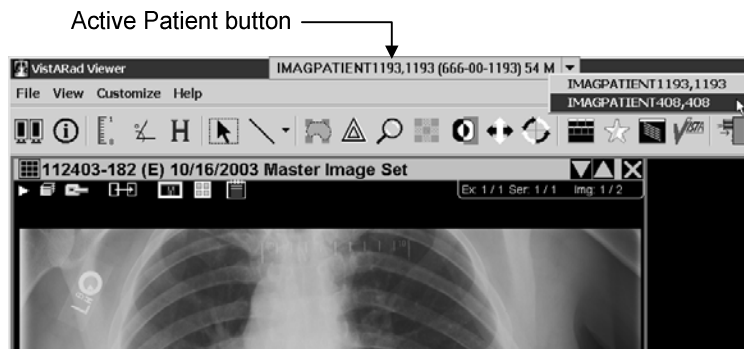 Active Patient button
VistARad Viewer
IMAGPATIENT1193,1193 (666-00-1193) 54 M
IMAGPATIENT1193,1193
File View Customize Help
IMAGPATIENT408,408
H
VISTA
112403-182 (E) 10/16/2003 Master Image Set
Ex: 1 / 1 Ser: 1 / 1 Img: 1 / 2